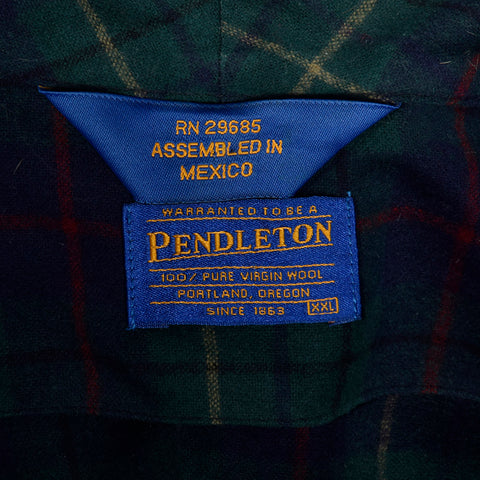 RN 29685
ASSEMBLED IN
MEXICO
WARRANTED TO BE A
PENDLETON
100% PURE VIRGIN WOOL
PORTLAND, OREGON
SINCE 1863 XXL